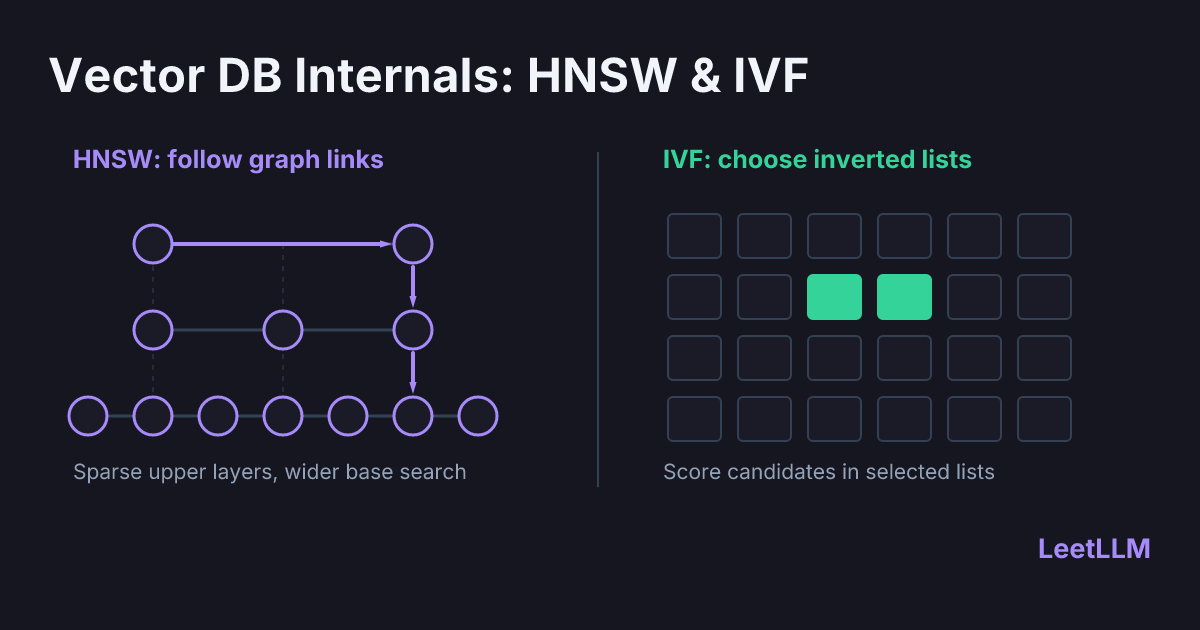 Vector DB Internals: HNSW & IVF
HNSW: follow graph links
Sparse upper layers, wider base search
IVF: choose inverted lists
Score candidates in selected lists
LeetLLM